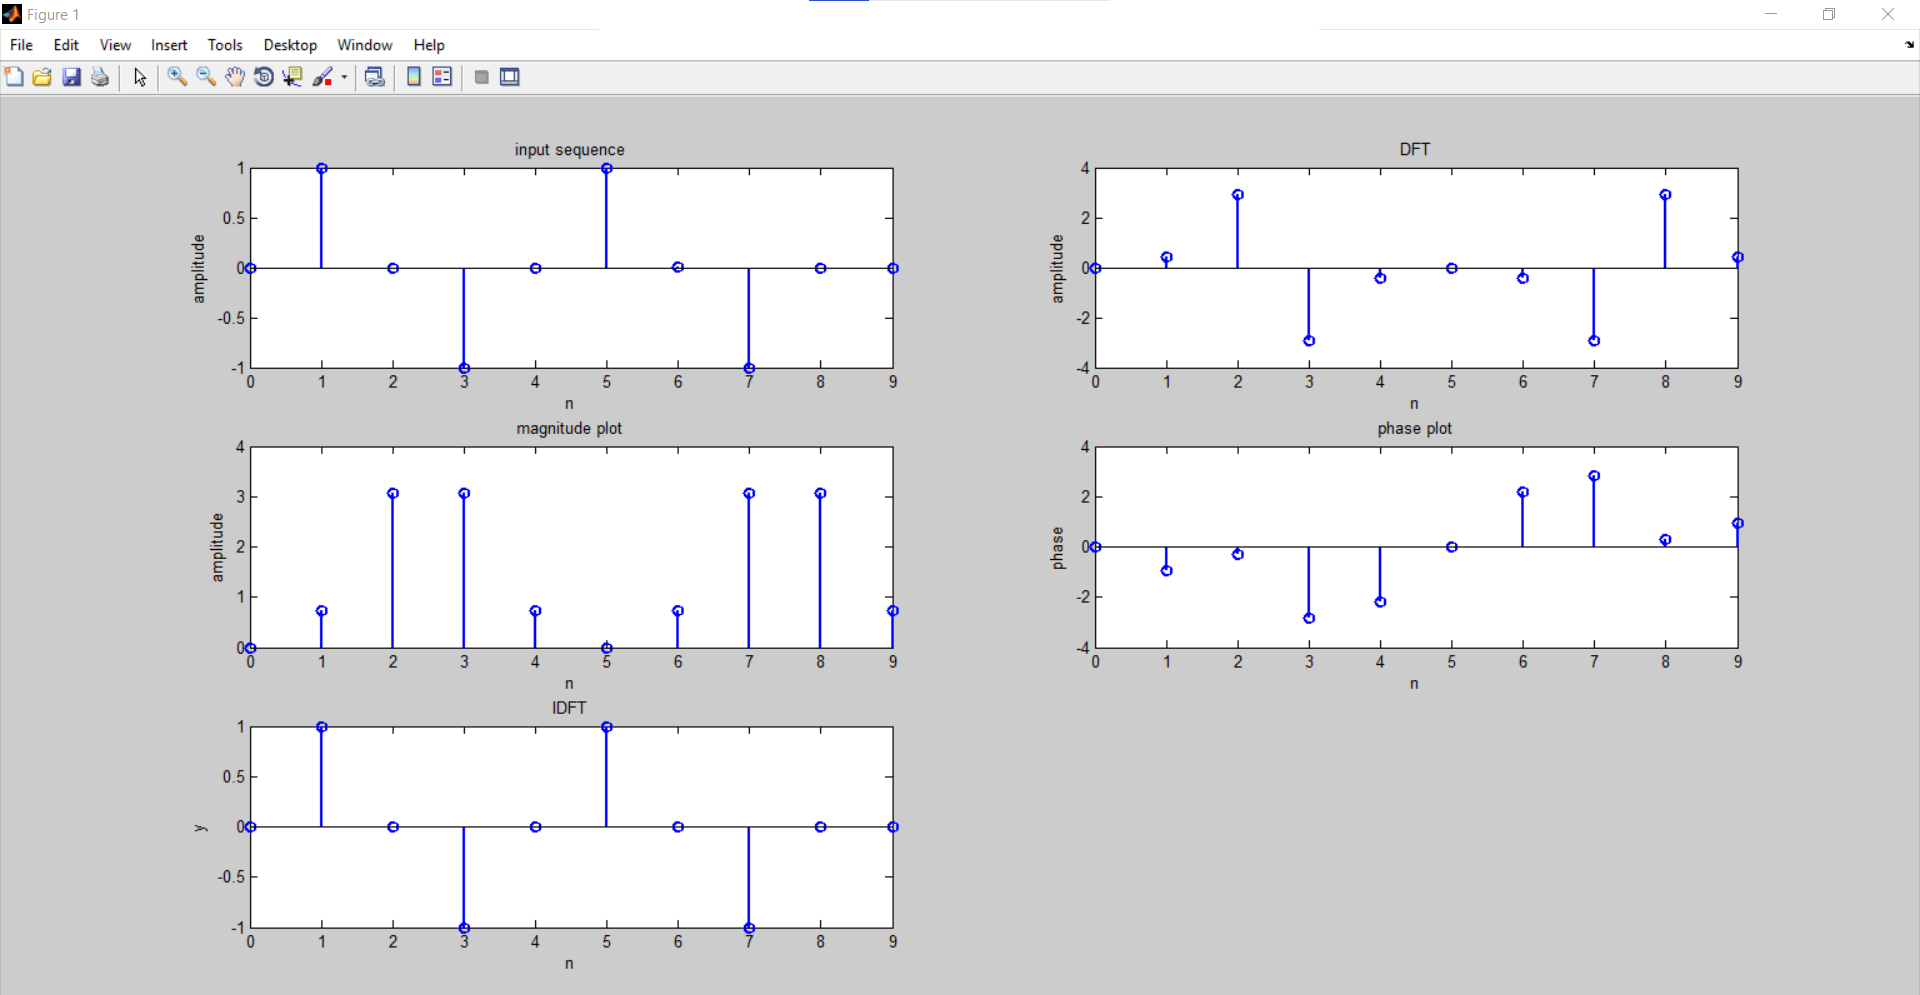 Figure 1
File Edit View Insert Tools Desktop Window Help
input sequence
amplitude
1
0.5
0
-0.5
-1
0 1 2 3 4 5 6 7 8 9
n
DFT
amplitude
4
2
0
-2
-4
0 1 2 3 4 5 6 7 8 9
n
magnitude plot
amplitude
4
3
2
1
0
0 1 2 3 4 5 6 7 8 9
n
phase plot
phase
4
2
0
-2
-4
0 1 2 3 4 5 6 7 8 9
n
IDFT
y
1
0.5
0
-0.5
-1
0 1 2 3 4 5 6 7 8 9
n